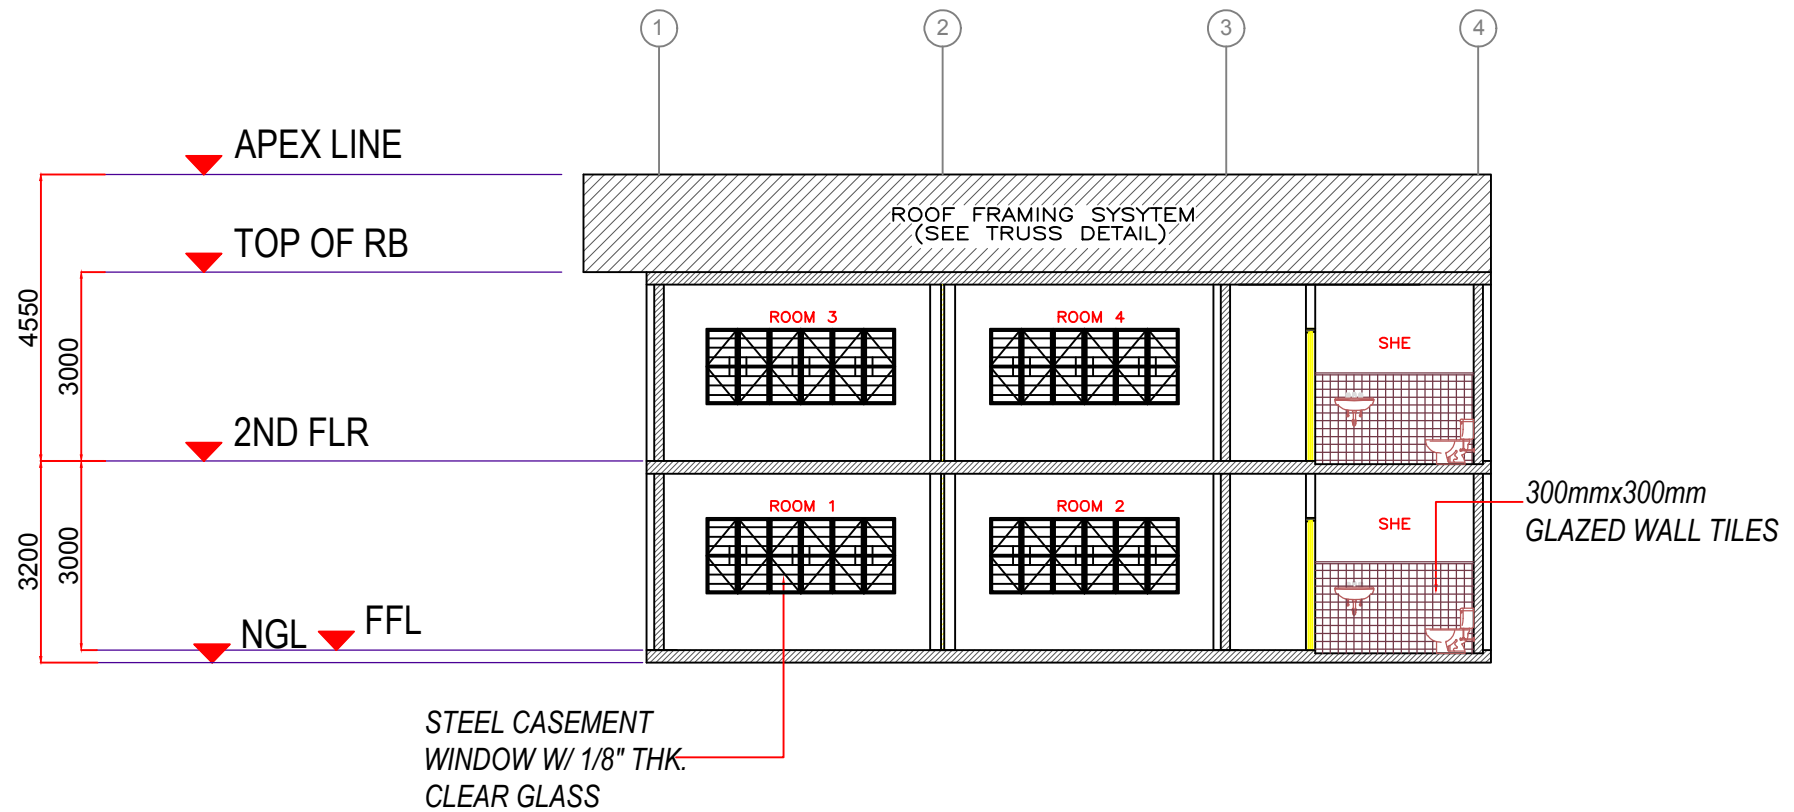 1 2 3 4
APEX LINE
ROOF FRAMING SYSYTEM
(SEE TRUSS DETAIL)
TOP OF RB
4550
3000
ROOM 3 ROOM 4
SHE
2ND FLR
3200
3000
ROOM 1 ROOM 2
SHE
300mmx300mm
GLAZED WALL TILES
NGL FFL
STEEL CASEMENT
WINDOW W/ 1/8" THK.
CLEAR GLASS